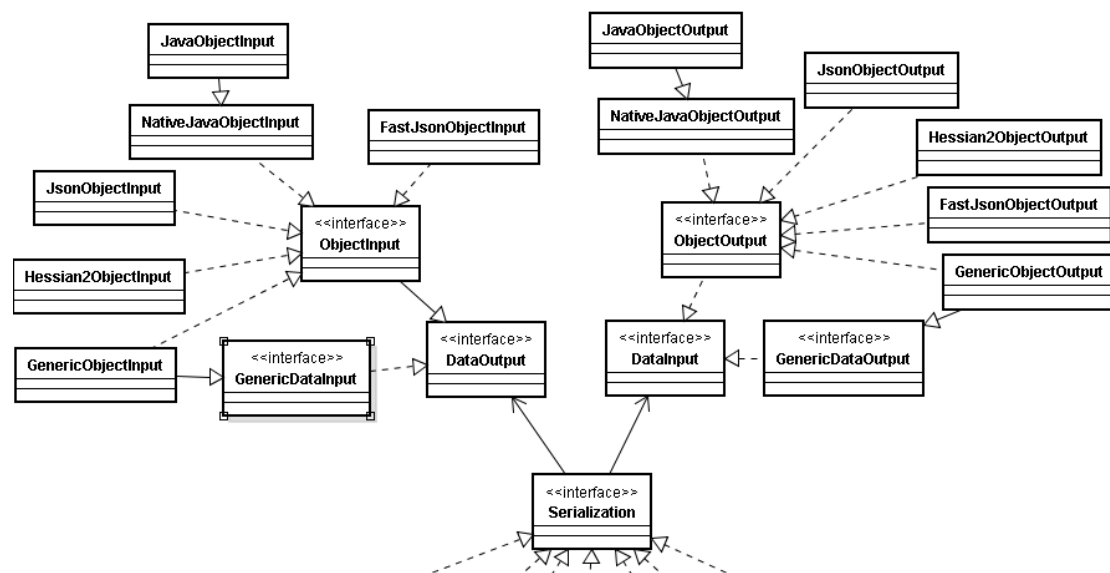 JavaObjectInput
JavaObjectOutput
JsonObjectOutput
NativeJavaObjectInput
FastJsonObjectInput
NativeJavaObjectOutput
Hessian2ObjectOutput
JsonObjectInput
<<interface>>
ObjectInput
<<interface>>
ObjectOutput
FastJsonObjectOutput
Hessian2ObjectInput
GenericObjectOutput
GenericObjectInput
<<interface>>
GenericDataInput
<<interface>>
DataOutput
<<interface>>
DataInput
<<interface>>
GenericDataOutput
<<interface>>
Serialization